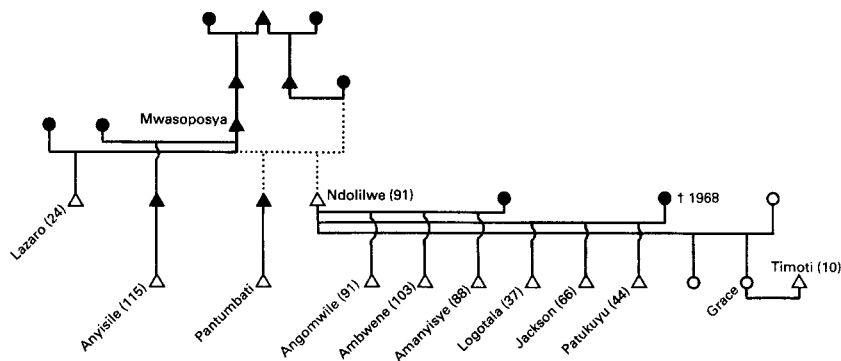 Mwasoposya
Ndolilwe (91)
† 1968
Lazaro (24)
Anyisile (115)
Pantumbati
Angomwile (91)
Ambwene (103)
Amanyisye (88)
Logotala (37)
Jackson (66)
Patukuyu (44)
Grace
Timoti (10)